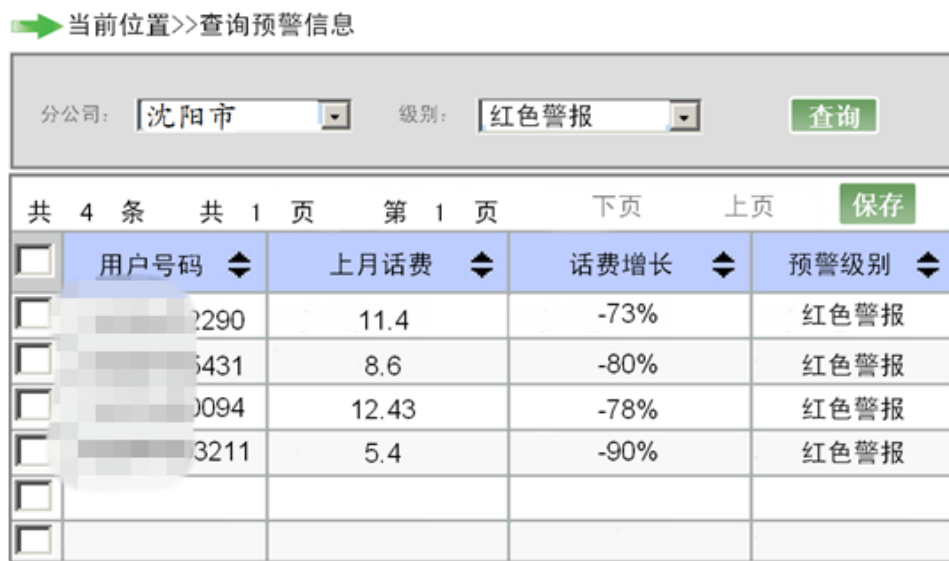 当前位置>>查询预警信息
分公司： 沈阳市 级别： 红色警报 查询
共 4 条 共 1 页 第 1 页 下页 上页 保存
用户号码 上月话费 话费增长 预警级别
2290 11.4 -73% 红色警报
5431 8.6 -80% 红色警报
0094 12.43 -78% 红色警报
3211 5.4 -90% 红色警报